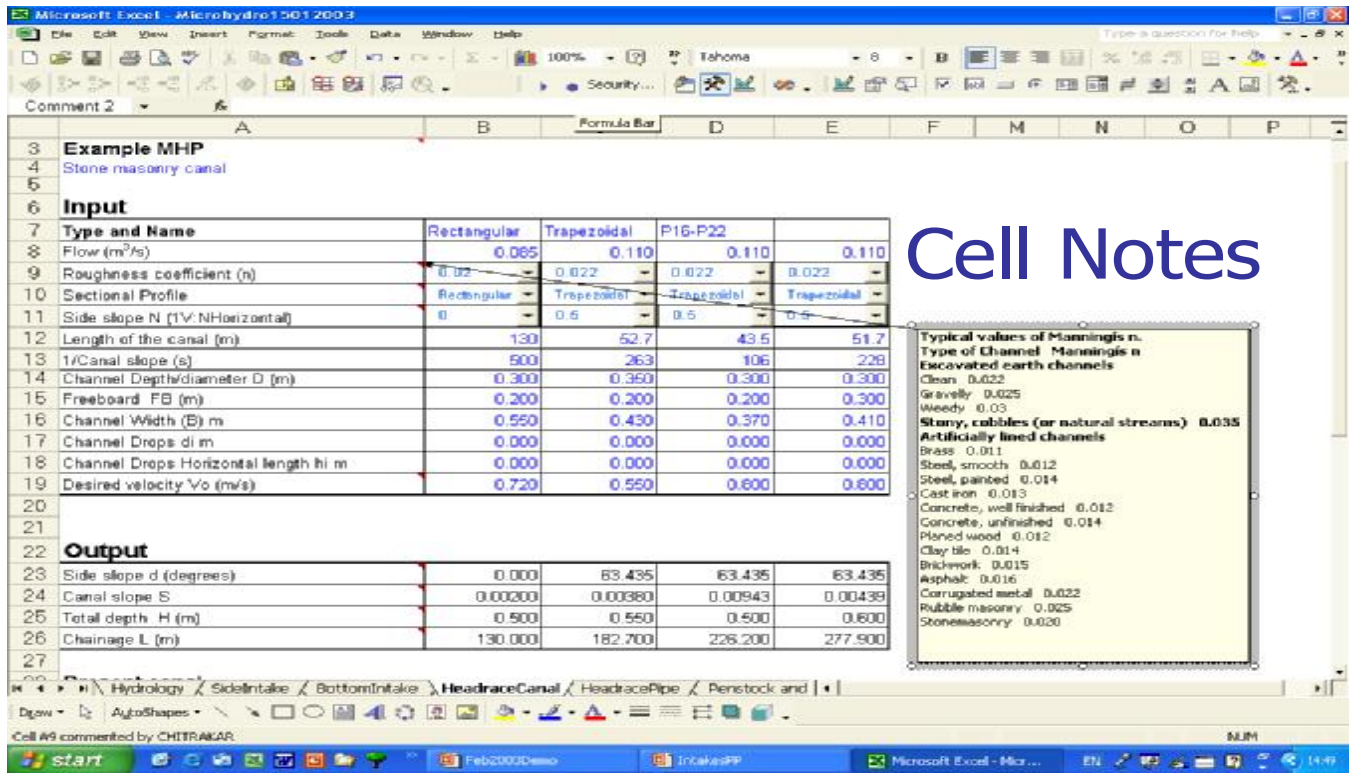 Microsoft Excel - Microhydro15012003
File Edit View Insert Format Tools Data Window Help Type a question for help
100% Tahoma 8 B
Security...
Comment 2 fx
Formula Bar
A B D E F M N O P
3 Example MHP
4 Stone masonry canal
5
6 Input
7 Type and Name Rectangular Trapezoidal P16-P22
8 Flow (m³/s) 0.085 0.110 0.110 0.110
Cell Notes
9 Roughness coefficient (n) 0.02 0.022 0.022 0.022
10 Sectional Profile Rectangular Trapezoidal Trapezoidal Trapezoidal
11 Side slope N (1V:NHorizontal) 0 0.5 0.5 0.5
12 Length of the canal (m) 130 52.7 43.5 51.7
13 1/Canal slope (s) 500 263 106 228
14 Channel Depth/diameter D (m) 0.300 0.350 0.300 0.300
15 Freeboard FB (m) 0.200 0.200 0.200 0.300
16 Channel Width (B) m 0.550 0.430 0.370 0.410
17 Channel Drops di m 0.000 0.000 0.000 0.000
18 Channel Drops Horizontal length hi m 0.000 0.000 0.000 0.000
19 Desired velocity Vo (m/s) 0.720 0.550 0.800 0.800
20
21
22 Output
23 Side slope d (degrees) 0.000 63.435 63.435 63.435
24 Canal slope S 0.00200 0.00380 0.00943 0.00439
25 Total depth H (m) 0.500 0.550 0.500 0.600
26 Chainage L (m) 130.000 182.700 226.200 277.900
27
Typical values of Manningís n.
Type of Channel Manningís n
Excavated earth channels
Clean 0.022
Gravelly 0.025
Weedy 0.03
Stony, cobbles (or natural streams) 0.035
Artificially lined channels
Brass 0.011
Steel, smooth 0.012
Steel, painted 0.014
Cast iron 0.013
Concrete, well finished 0.012
Concrete, unfinished 0.014
Planed wood 0.012
Clay tile 0.014
Brickwork 0.015
Asphalt 0.016
Corrugated metal 0.022
Rubble masonry 0.025
Stonemasonry 0.020
Hydrology SideIntake BottomIntake HeadraceCanal HeadracePipe Penstock and
Draw AutoShapes
Cell A9 commented by CHITRAKAR NUM
start Feb2003Demo IntakesPP Microsoft Excel - Micr... EN 14:49